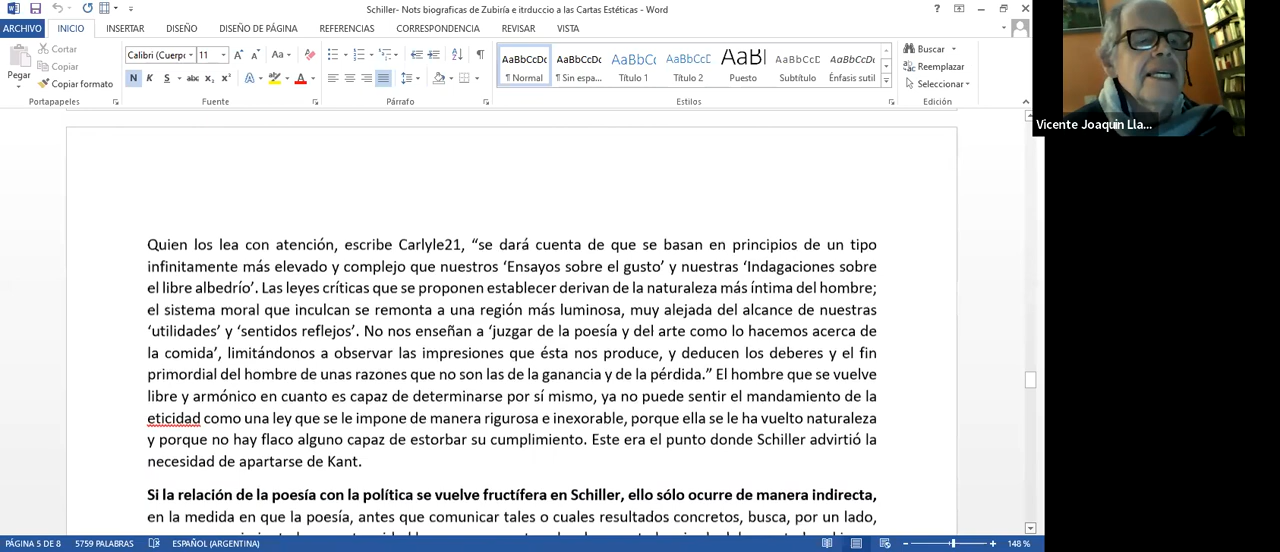 Schiller- Nots biograficas de Zubiría e itrduccio a las Cartas Estéticas - Word
ARCHIVO INICIO INSERTAR DISEÑO DISEÑO DE PÁGINA REFERENCIAS CORRESPONDENCIA REVISAR VISTA
Pegar
Cortar
Copiar
Copiar formato
Portapapeles
Calibri (Cuerpo 11
Fuente
Párrafo
AaBbCcDc AaBbCcDc AaBbCc AaBbCcD AaBl AaBbCcD AaBbCcDc
¶ Normal ¶ Sin espa... Título 1 Título 2 Puesto Subtítulo Énfasis sutil
Estilos
Buscar
Reemplazar
Seleccionar
Edición
Vicente Joaquin Lla...
Quien los lea con atención, escribe Carlyle21, “se dará cuenta de que se basan en principios de un tipo
infinitamente más elevado y complejo que nuestros ‘Ensayos sobre el gusto’ y nuestras ‘Indagaciones sobre
el libre albedrío’. Las leyes críticas que se proponen establecer derivan de la naturaleza más íntima del hombre;
el sistema moral que inculcan se remonta a una región más luminosa, muy alejada del alcance de nuestras
‘utilidades’ y ‘sentidos reflejos’. No nos enseñan a ‘juzgar de la poesía y del arte como lo hacemos acerca de
la comida’, limitándonos a observar las impresiones que ésta nos produce, y deducen los deberes y el fin
primordial del hombre de unas razones que no son las de la ganancia y de la pérdida.” El hombre que se vuelve
libre y armónico en cuanto es capaz de determinarse por sí mismo, ya no puede sentir el mandamiento de la
eticidad como una ley que se le impone de manera rigurosa e inexorable, porque ella se le ha vuelto naturaleza
y porque no hay flaco alguno capaz de estorbar su cumplimiento. Este era el punto donde Schiller advirtió la
necesidad de apartarse de Kant.
Si la relación de la poesía con la política se vuelve fructífera en Schiller, ello sólo ocurre de manera indirecta,
en la medida en que la poesía, antes que comunicar tales o cuales resultados concretos, busca, por un lado,
PÁGINA 5 DE 8 5759 PALABRAS ESPAÑOL (ARGENTINA) 148 %